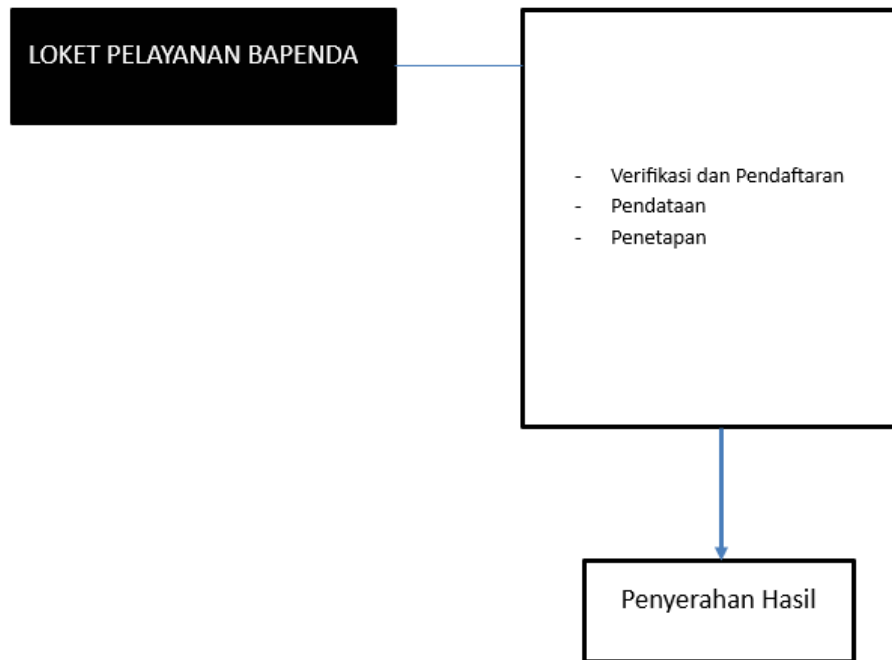 LOKET PELAYANAN BAPENDA
- Verifikasi dan Pendaftaran
- Pendataan
- Penetapan
Penyerahan Hasil